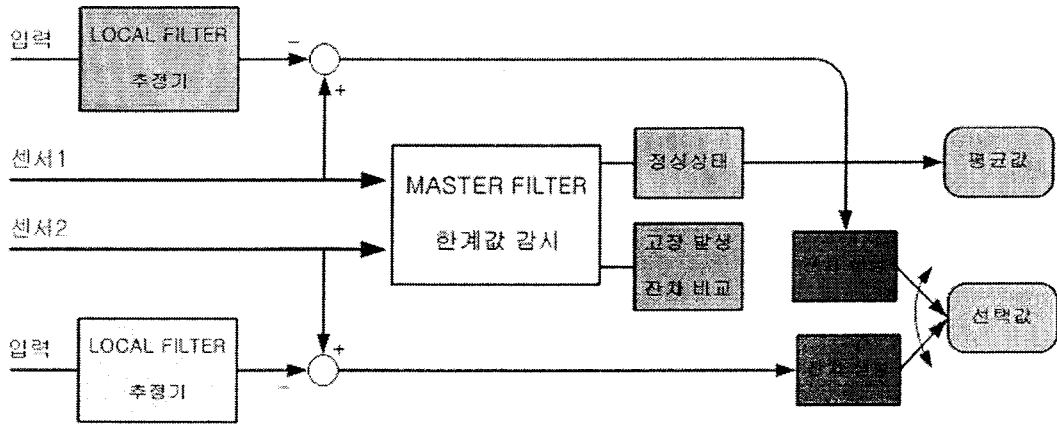 입력
LOCAL FILTER
추정기
−
+
센서1
센서2
MASTER FILTER
한계값 감시
정상상태
고장 발생
잔차 비교
평균값
선택값
입력
LOCAL FILTER
추정기
+
−